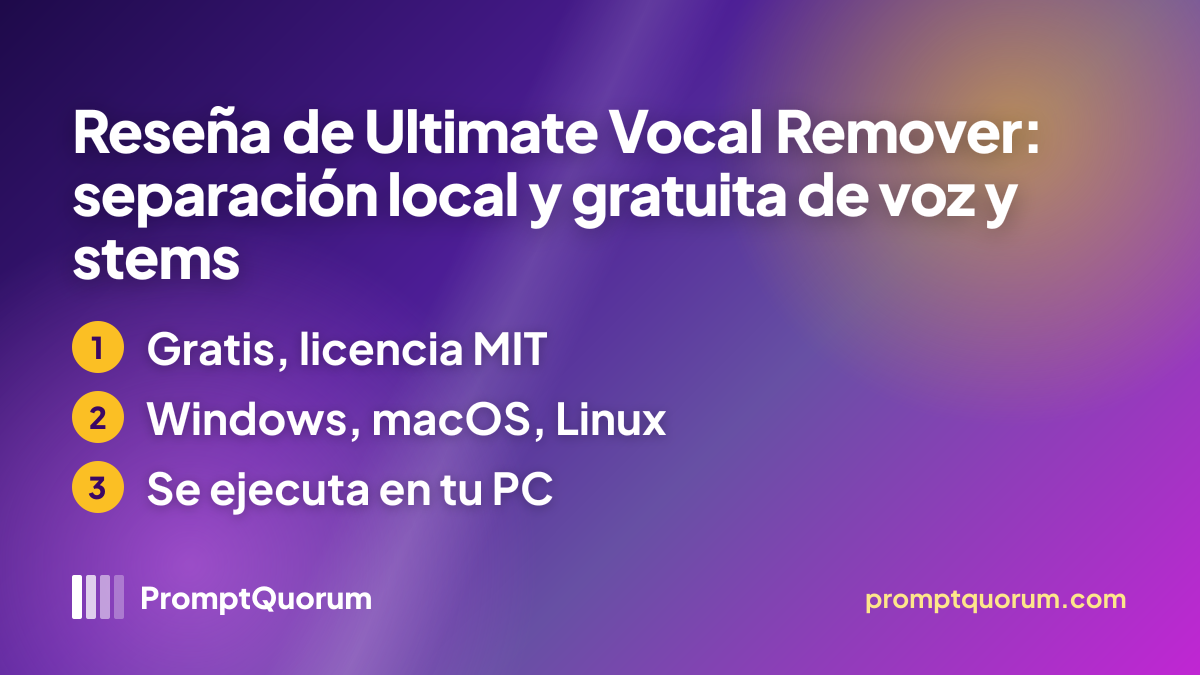 Reseña de Ultimate Vocal Remover:
separación local y gratuita de voz y
stems
1 Gratis, licencia MIT
2 Windows, macOS, Linux
3 Se ejecuta en tu PC
PromptQuorum
promptquorum.com